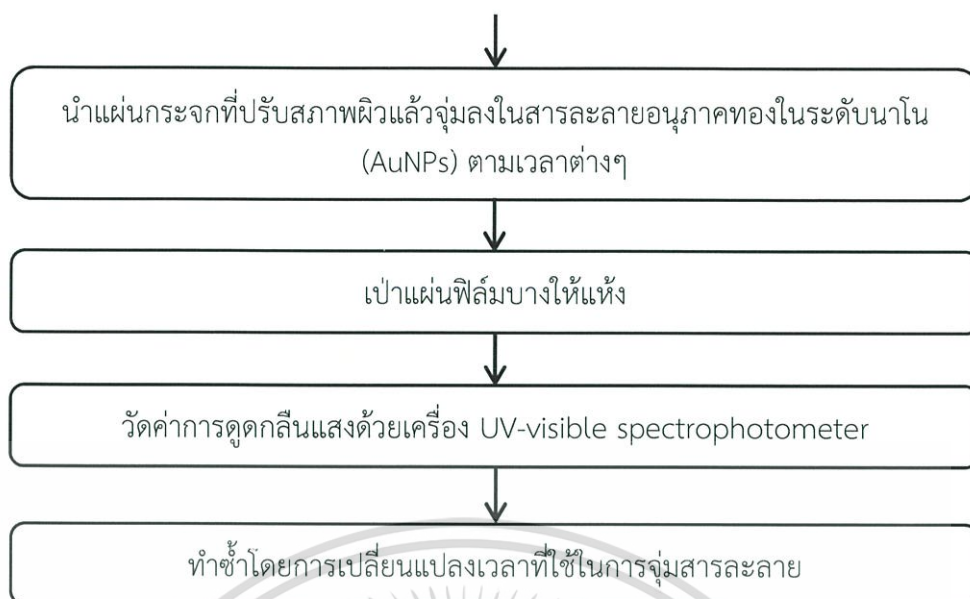 นำแผ่นกระจกที่ปรับสภาพผิวแล้วจุ่มลงในสารละลายอนุภาคทองในระดับนาโน
(AuNPs) ตามเวลาต่างๆ
เป่าแผ่นฟิล์มบางให้แห้ง
วัดค่าการดูดกลืนแสงด้วยเครื่อง UV-visible spectrophotometer
ทำซ้ำโดยการเปลี่ยนแปลงเวลาที่ใช้ในการจุ่มสารละลาย